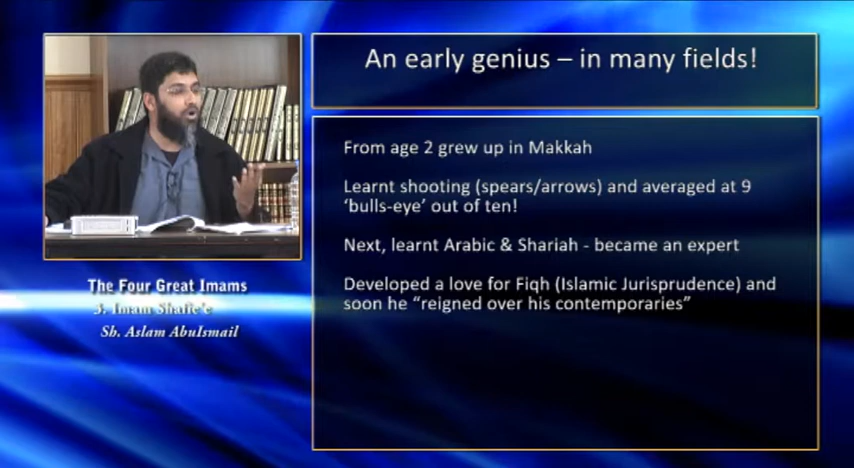 An early genius – in many fields!
From age 2 grew up in Makkah
Learnt shooting (spears/arrows) and averaged at 9
‘bulls-eye’ out of ten!
Next, learnt Arabic & Shariah - became an expert
Developed a love for Fiqh (Islamic Jurisprudence) and
soon he “reigned over his contemporaries”
The Four Great Imams
3. Imam Shafie'e
Sh. Aslam AbuIsmail